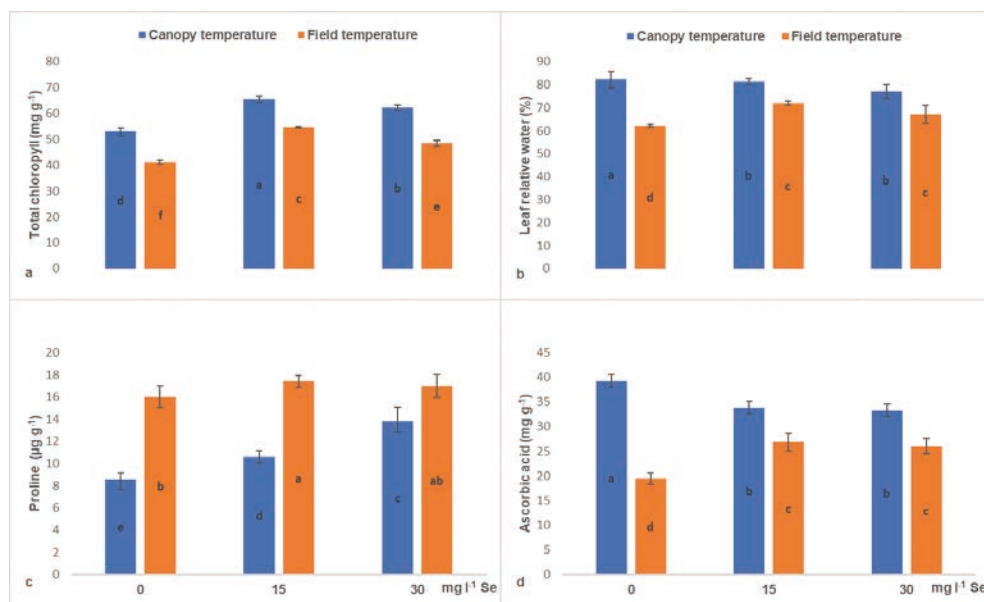 Canopy temperature Field temperature
Total chloropyll (mg g-1)
80
70
60
50
40
30
20
10
0
d f a c b e
a
Canopy temperature Field temperature
Leaf relative water (%)
90
80
70
60
50
40
30
20
10
0
a d b c b c
b
Proline (µg g-1)
20
18
16
14
12
10
8
6
4
2
0
e b d a c ab
c
0 15 30 mg l-1 Se
Ascorbic acid (mg g-1)
45
40
35
30
25
20
15
10
5
0
a d b c b c
d
0 15 30 mg l-1 Se